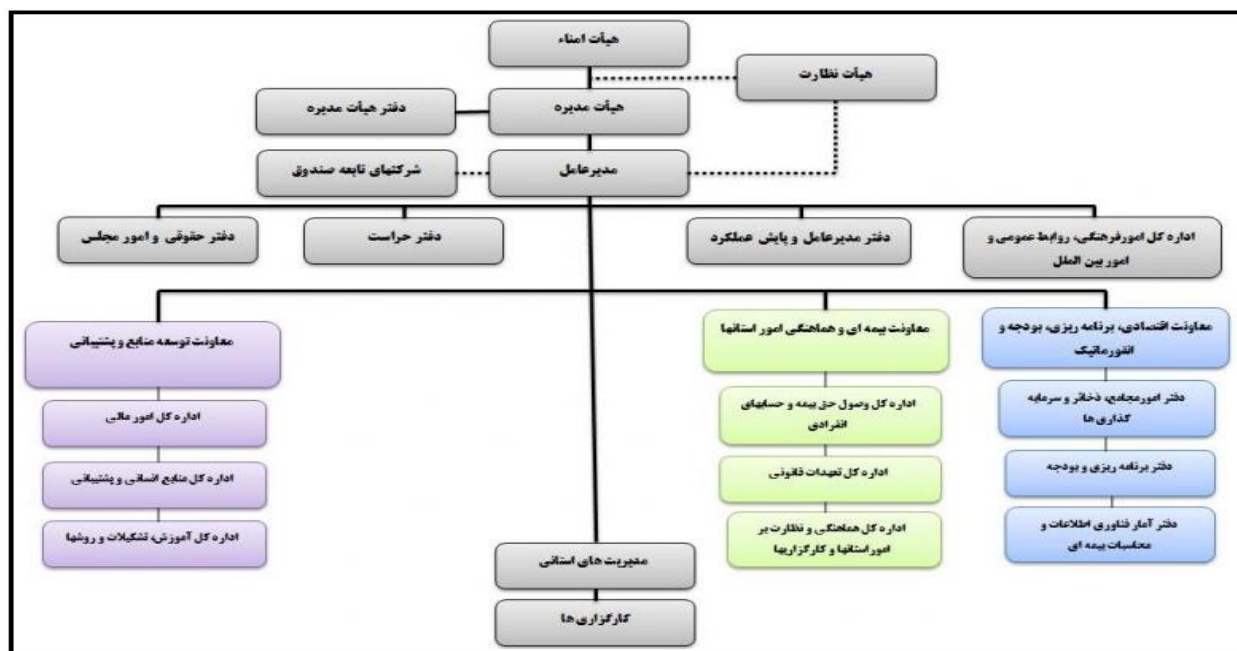 هیأت امناء
هیأت نظارت
دفتر هیأت مدیره
هیأت مدیره
شرکتهای تابعه صندوق
مدیرعامل
اداره کل امورفرهنگی، روابط عمومی و
امور بین الملل
دفتر مدیرعامل و پایش عملکرد
دفتر حراست
دفتر حقوقی و امور مجلس
معاونت اقتصادی، برنامه ریزی، بودجه و
انفورماتیک
دفتر امورمجامع، ذخائر و سرمایه
گذاری ها
دفتر برنامه ریزی و بودجه
دفتر آمار فناوری اطلاعات و
محاسبات بیمه ای
معاونت بیمه ای و هماهنگی امور استانها
اداره کل وصول حق بیمه و حسابهای
انفرادی
اداره کل تعهدات قانونی
اداره کل هماهنگی و نظارت بر
امور استانها و کارگزاریها
معاونت توسعه منابع و پشتیبانی
اداره کل امور مالی
اداره کل منابع انسانی و پشتیبانی
اداره کل آموزش، تشکیلات و روشها
مدیریت های استانی
کارگزاری ها